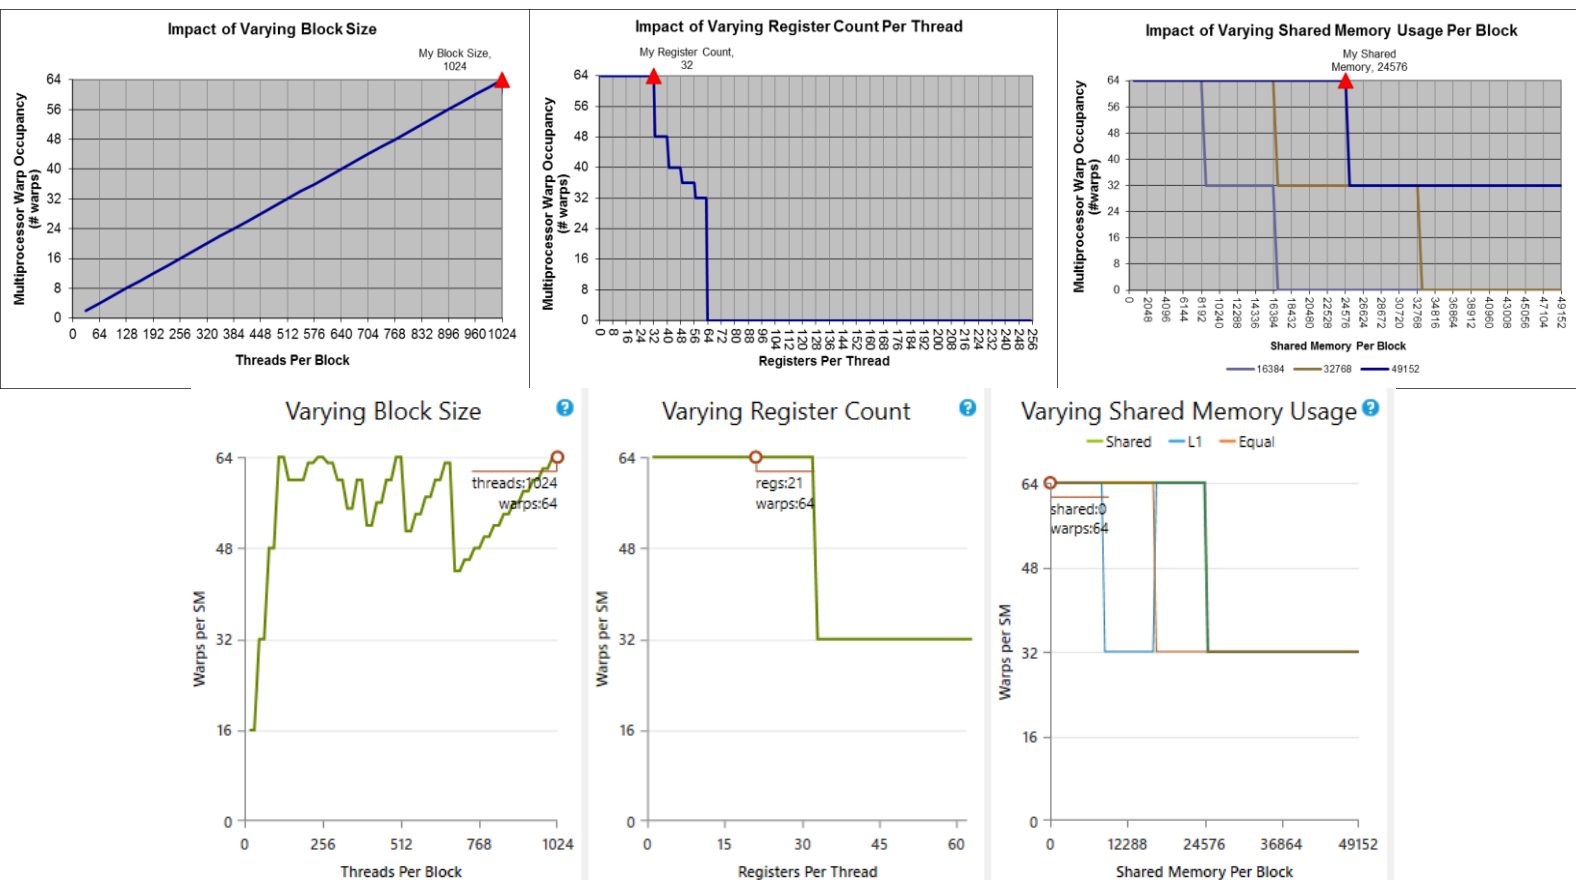 Impact of Varying Block Size
My Block Size,
1024
Multiprocessor Warp Occupancy
(# warps)
64
56
48
40
32
24
16
8
0
0 64 128 192 256 320 384 448 512 576 640 704 768 832 896 960 1024
Threads Per Block
Impact of Varying Register Count Per Thread
My Register Count,
32
Multiprocessor Warp Occupancy
(# warps)
64
56
48
40
32
24
16
8
0
0 8 16 24 32 40 48 56 64 72 80 88 96 104 112 120 128 136 144 152 160 168 176 184 192 200 208 216 224 232 240 248 256
Registers Per Thread
Impact of Varying Shared Memory Usage Per Block
My Shared
Memory, 24576
Multiprocessor Warp Occupancy
(#warps)
64
56
48
40
32
24
16
8
0
0 2048 4096 6144 8192 10240 12288 14336 16384 18432 20480 22528 24576 26624 28672 30720 32768 34816 36864 38912 40960 43008 45056 47104 49152
Shared Memory Per Block
16384 32768 49152
Varying Block Size ?
Warps per SM
64
48
32
16
0
threads:1024
warps:64
0 256 512 768 1024
Threads Per Block
Varying Register Count ?
Warps per SM
64
48
32
16
0
regs:21
warps:64
0 15 30 45 60
Registers Per Thread
Varying Shared Memory Usage ?
Shared L1 Equal
Warps per SM
64
48
32
16
0
shared:0
warps:64
0 12288 24576 36864 49152
Shared Memory Per Block